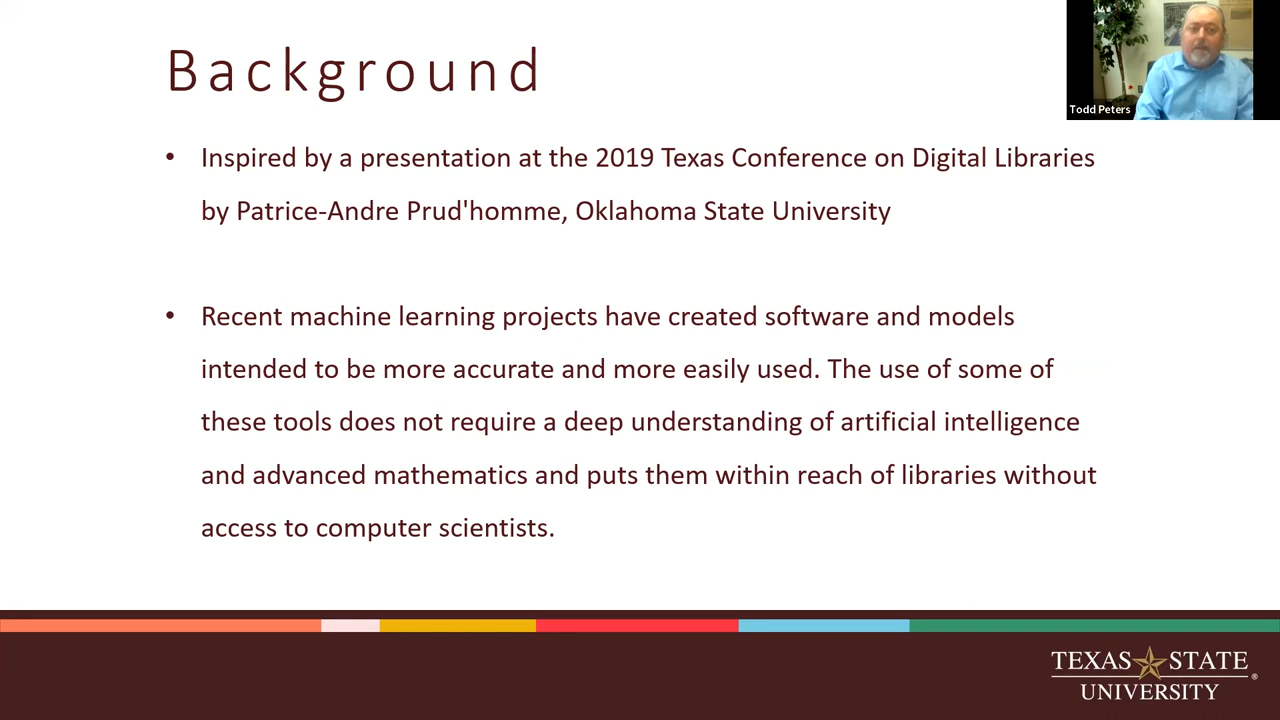 Background
Todd Peters
• Inspired by a presentation at the 2019 Texas Conference on Digital Libraries
by Patrice-Andre Prud'homme, Oklahoma State University
• Recent machine learning projects have created software and models
intended to be more accurate and more easily used. The use of some of
these tools does not require a deep understanding of artificial intelligence
and advanced mathematics and puts them within reach of libraries without
access to computer scientists.
TEXAS STATE
UNIVERSITY®